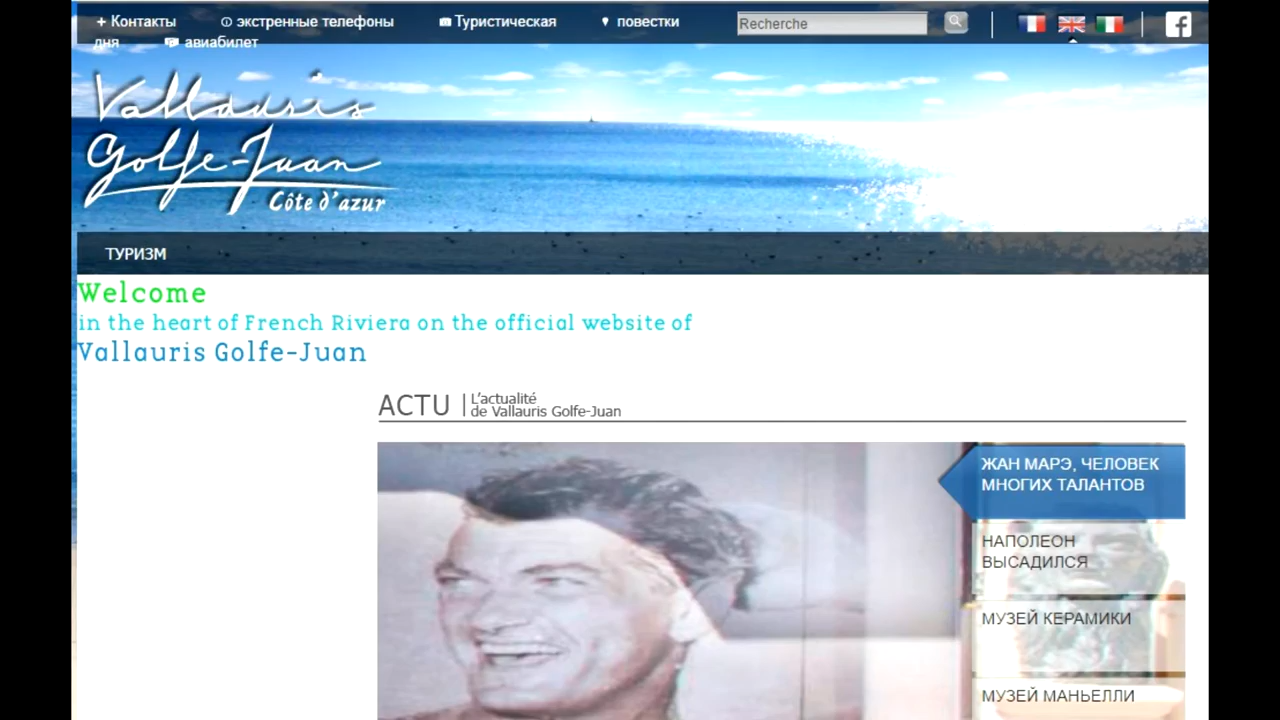 Контакты экстренные телефоны Туристическая повестки
дня авиабилет
Recherche
Vallauris
Golfe-Juan
Côte d'azur
ТУРИЗМ
Welcome
in the heart of French Riviera on the official website of
Vallauris Golfe-Juan
ACTU
L'actualité
de Vallauris Golfe-Juan
ЖАН МАРЭ, ЧЕЛОВЕК
МНОГИХ ТАЛАНТОВ
НАПОЛЕОН
ВЫСАДИЛСЯ
МУЗЕЙ КЕРАМИКИ
МУЗЕЙ МАНЬЕЛЛИ